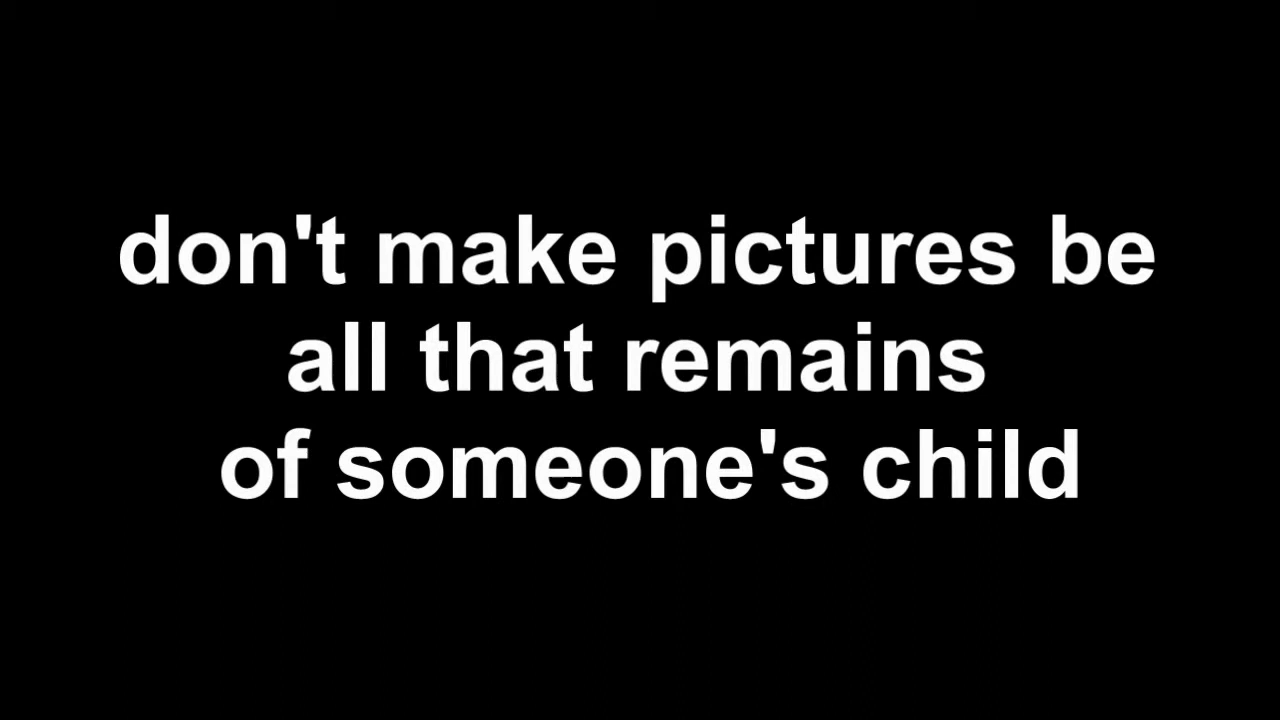 don't make pictures be
all that remains
of someone's child